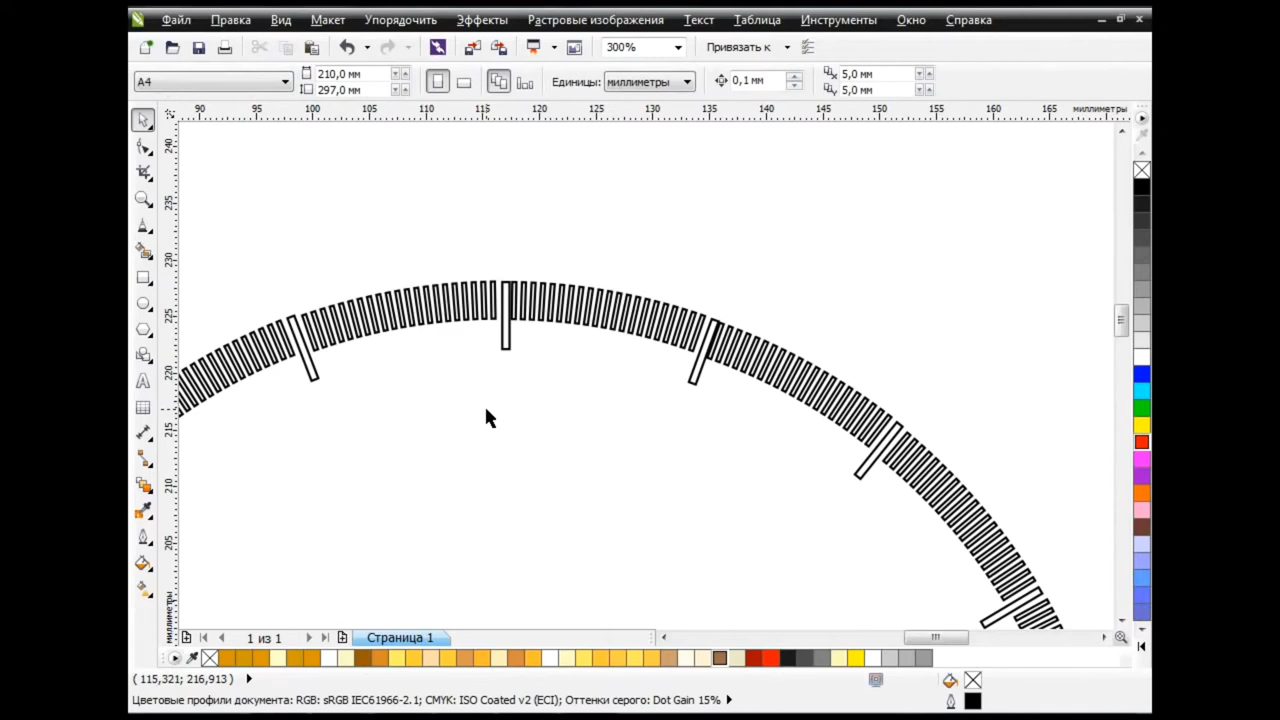 Файл Правка Вид Макет Упорядочить Эффекты Растровые изображения Текст Таблица Инструменты Окно Справка
300% Привязать к
A4 210,0 мм 297,0 мм Единицы: миллиметры 0,1 мм 5,0 мм 5,0 мм
90 95 100 105 110 115 120 125 130 135 140 145 150 155 160 165 миллиметры
240
235
230
225
220
215
210
205
миллиметры
1 из 1 Страница 1
( 115,321; 216,913 )
Цветовые профили документа: RGB: sRGB IEC61966-2.1; CMYK: ISO Coated v2 (ECI); Оттенки серого: Dot Gain 15%